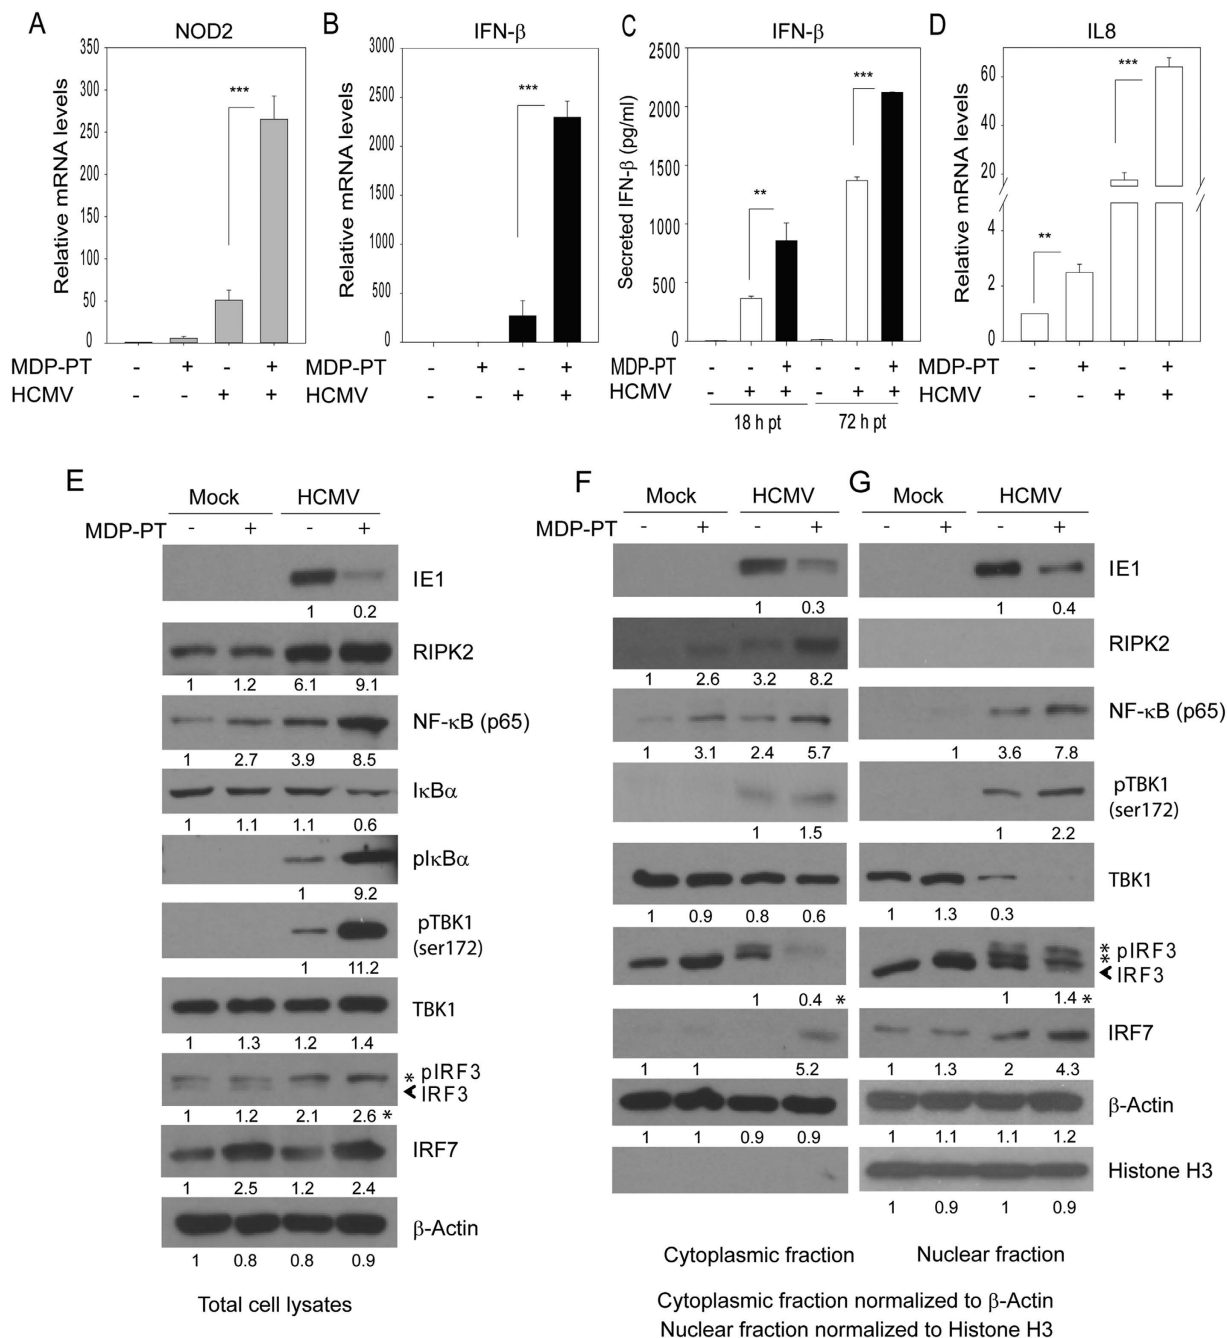 A
NOD2
Relative mRNA levels
350
300
250
200
150
100
50
0
***
MDP-PT - + - +
HCMV - - + +
B
IFN-β
Relative mRNA levels
3000
2500
2000
1500
1000
500
0
***
MDP-PT - + - +
HCMV - - + +
C
IFN-β
Secreted IFN-β (pg/ml)
2500
2000
1500
1000
500
0
**
***
MDP-PT - - + - - +
HCMV - + + - + +
18 h pt 72 h pt
D
IL8
Relative mRNA levels
60
40
20
4
2
0
**
***
MDP-PT - + - +
HCMV - - + +
E
Mock HCMV
MDP-PT - + - +
IE1
1 0.2
RIPK2
1 1.2 6.1 9.1
NF-κB (p65)
1 2.7 3.9 8.5
IκBα
1 1.1 1.1 0.6
pIκBα
1 9.2
pTBK1
(ser172)
1 11.2
TBK1
1 1.3 1.2 1.4
* pIRF3
IRF3
1 1.2 2.1 2.6 *
IRF7
1 2.5 1.2 2.4
β-Actin
1 0.8 0.8 0.9
Total cell lysates
F G
Mock HCMV Mock HCMV
MDP-PT - + - + - + - +
IE1
1 0.3 1 0.4
RIPK2
1 2.6 3.2 8.2
NF-κB (p65)
1 3.1 2.4 5.7 1 3.6 7.8
pTBK1
(ser172)
1 1.5 1 2.2
TBK1
1 0.9 0.8 0.6 1 1.3 0.3
* pIRF3
*
IRF3
1 0.4 * 1 1.4 *
IRF7
1 1 5.2 1 1.3 2 4.3
β-Actin
1 1 0.9 0.9 1 1.1 1.1 1.2
Histone H3
1 0.9 1 0.9
Cytoplasmic fraction Nuclear fraction
Cytoplasmic fraction normalized to β-Actin
Nuclear fraction normalized to Histone H3